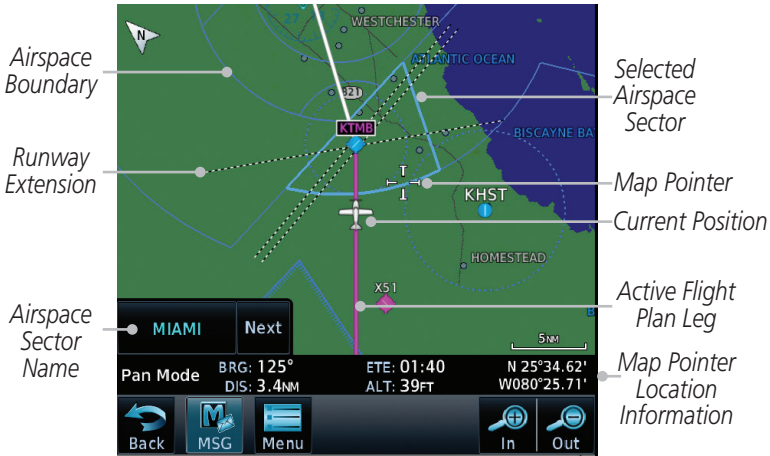 Airspace
Boundary
Runway
Extension
Airspace
Sector
Name
N
27
WESTCHESTER
ATLANTIC OCEAN
821
KTMB
BISCAYNE BA
KHST
HOMESTEAD
X51
B
5NM
MIAMI
Next
Pan Mode
BRG: 125°
DIS: 3.4NM
ETE: 01:40
ALT: 39FT
N 25°34.62'
W080°25.71'
Back
MSG
Menu
In
Out
Selected
Airspace
Sector
Map Pointer
Current Position
Active Flight
Plan Leg
Map Pointer
Location
Information